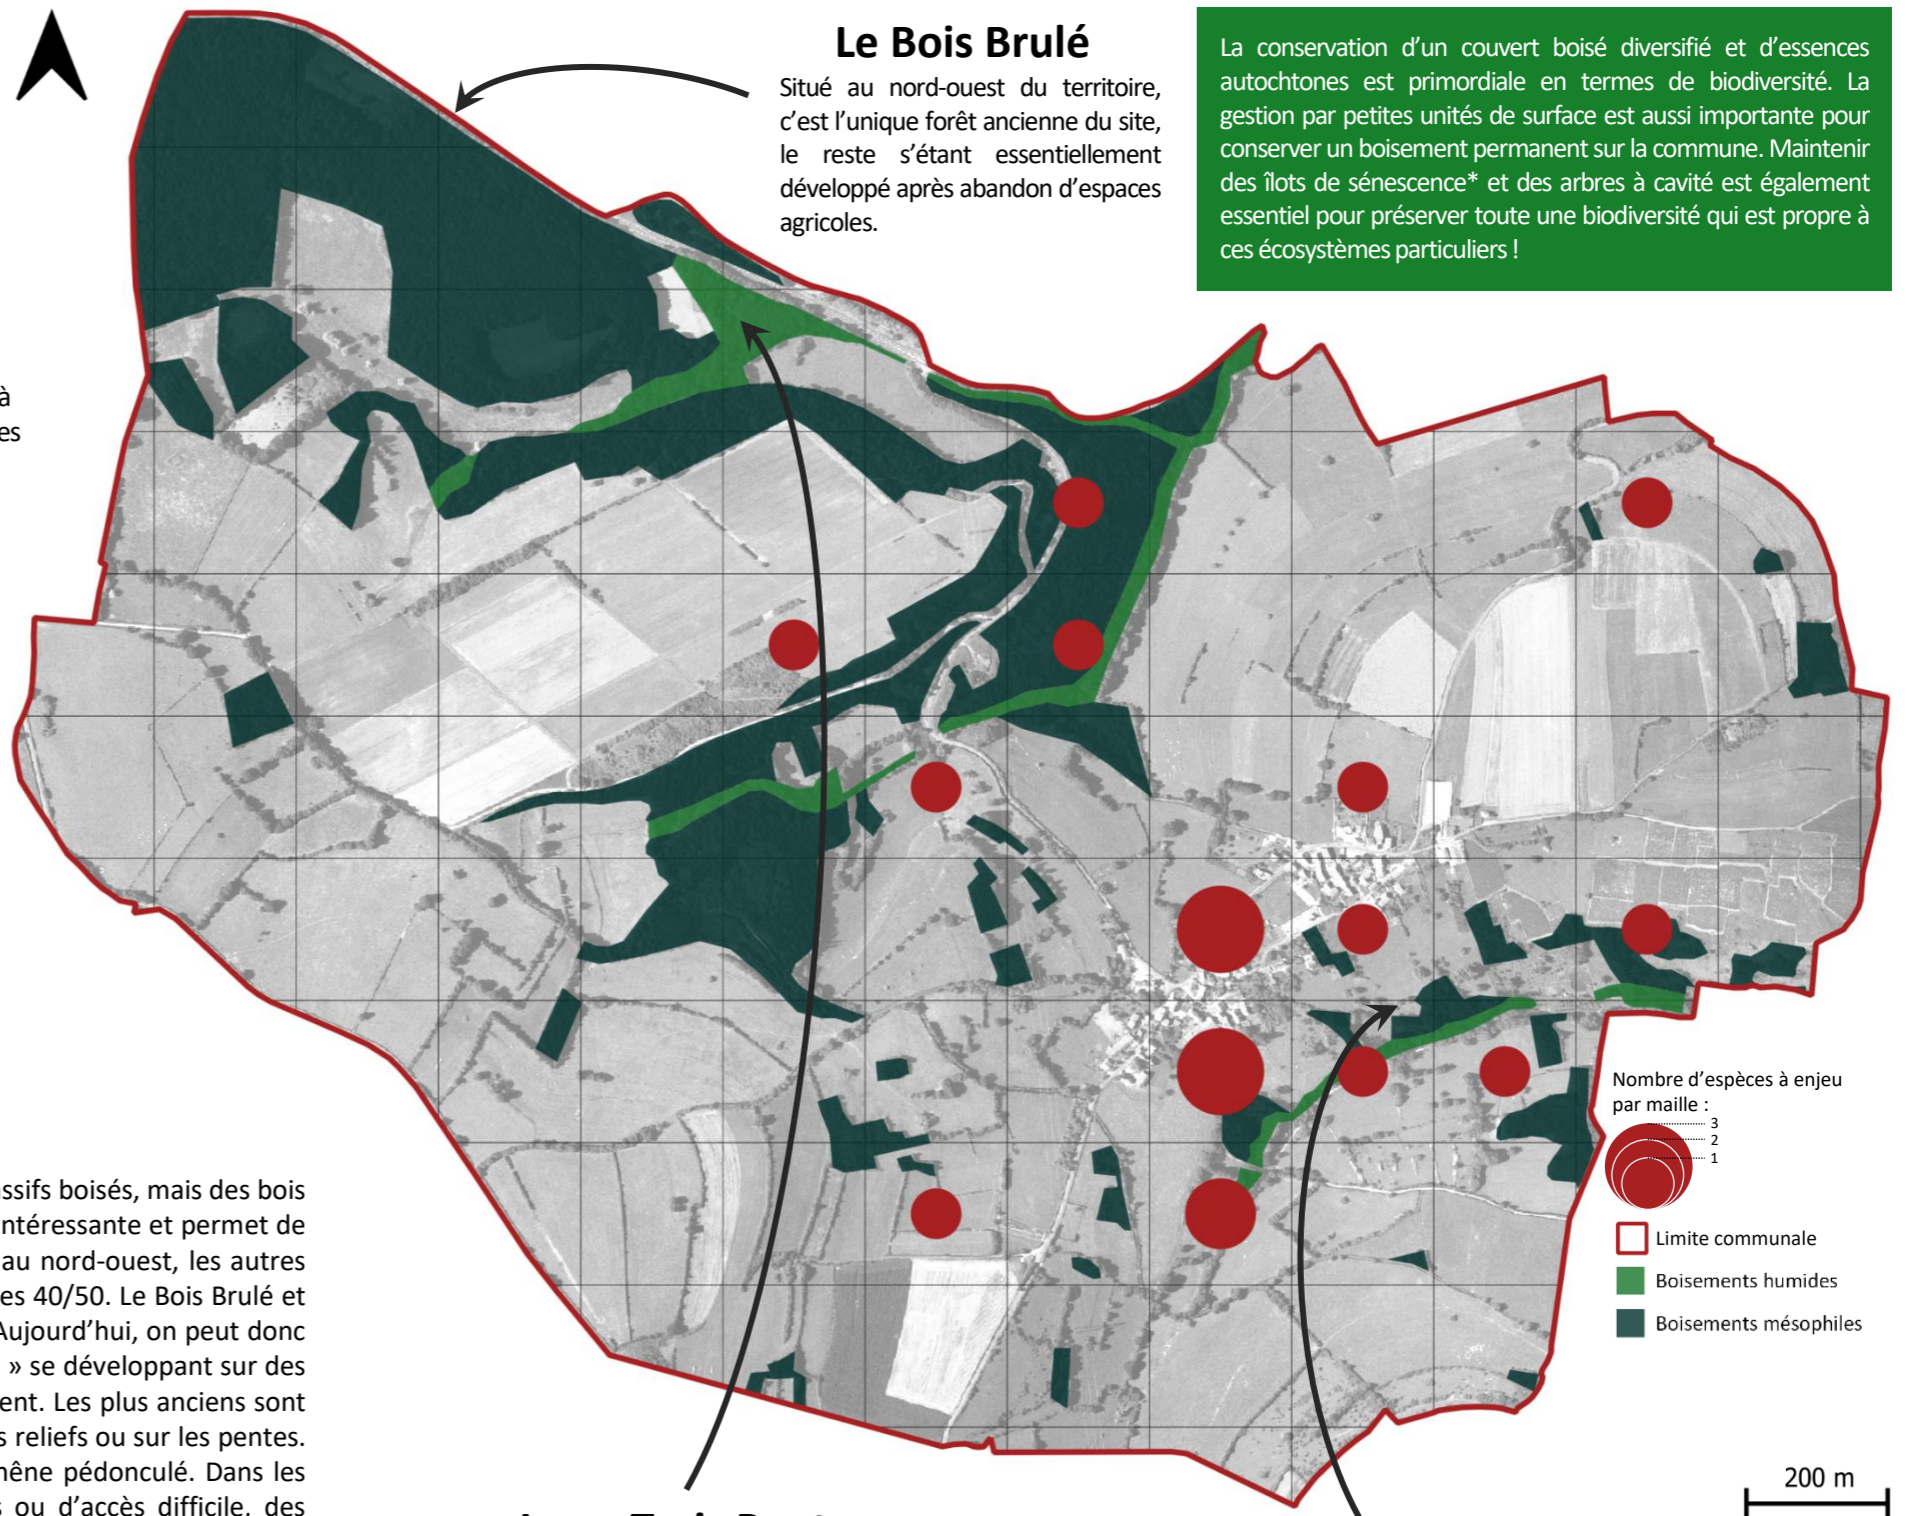 Le Bois Brulé
Situé au nord-ouest du territoire,
c’est l’unique forêt ancienne du site,
le reste s’étant essentiellement
développé après abandon d’espaces
agricoles.
La conservation d’un couvert boisé diversifié et d’essences
autochtones est primordiale en termes de biodiversité. La
gestion par petites unités de surface est aussi importante pour
conserver un boisement permanent sur la commune. Maintenir
des îlots de sénescence* et des arbres à cavité est également
essentiel pour préserver toute une biodiversité qui est propre à
ces écosystèmes particuliers !
à
es
assifs boisés, mais des bois
intéressante et permet de
au nord-ouest, les autres
es 40/50. Le Bois Brulé et
Aujourd’hui, on peut donc
» se développant sur des
ent. Les plus anciens sont
s reliefs ou sur les pentes.
hêne pédonculé. Dans les
s ou d’accès difficile, des
Nombre d’espèces à enjeu
par maille :
3
2
1
Limite communale
Boisements humides
Boisements mésophiles
200 m